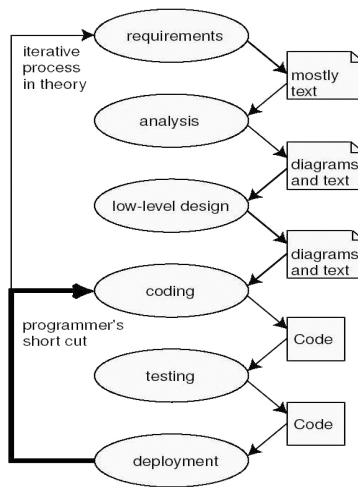 requirements
iterative
process
in theory
mostly
text
analysis
diagrams
and text
low-level design
diagrams
and text
coding
programmer's
short cut
Code
testing
Code
deployment